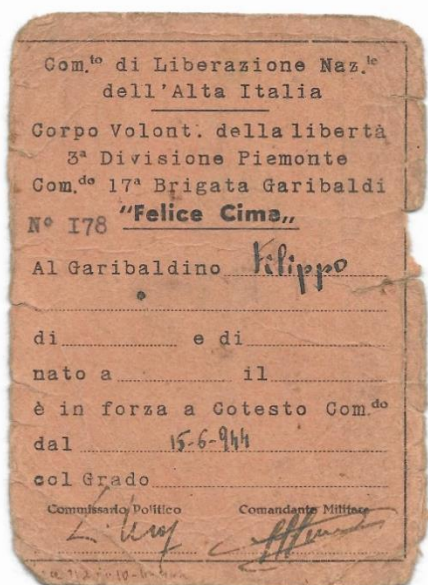 Com.to di Liberazione Naz.le
dell'Alta Italia
Corpo Volont. della libertà
3ª Divisione Piemonte
Com.do 17ª Brigata Garibaldi
"Felice Cima„
Nº I78
Al Garibaldino Filippo
di e di
nato a il
è in forza a Cotesto Com.do
dal 15-6-944
col Grado
Commissario Politico Comandante Militare